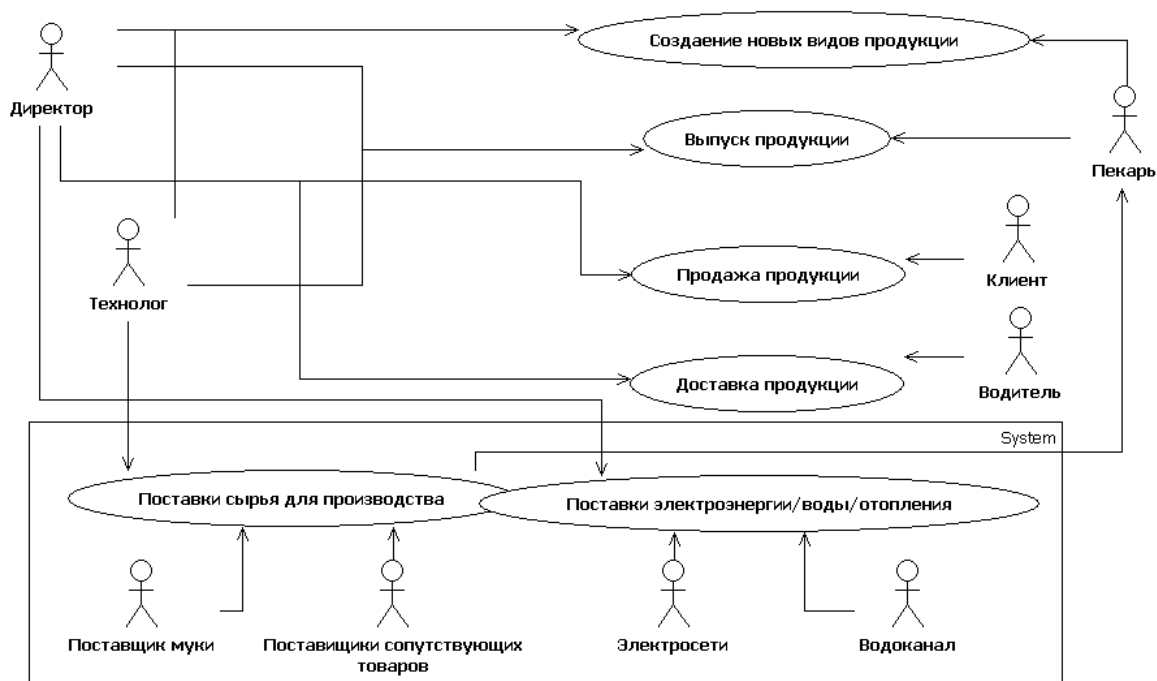 Создаение новых видов продукции
Директор
Выпуск продукции
Пекарь
Продажа продукции
Клиент
Технолог
Доставка продукции
Водитель
System
Поставки сырья для производства
Поставки электроэнергии/воды/отопления
Поставщик муки
Поставищики сопутствующих
товаров
Электросети
Водоканал